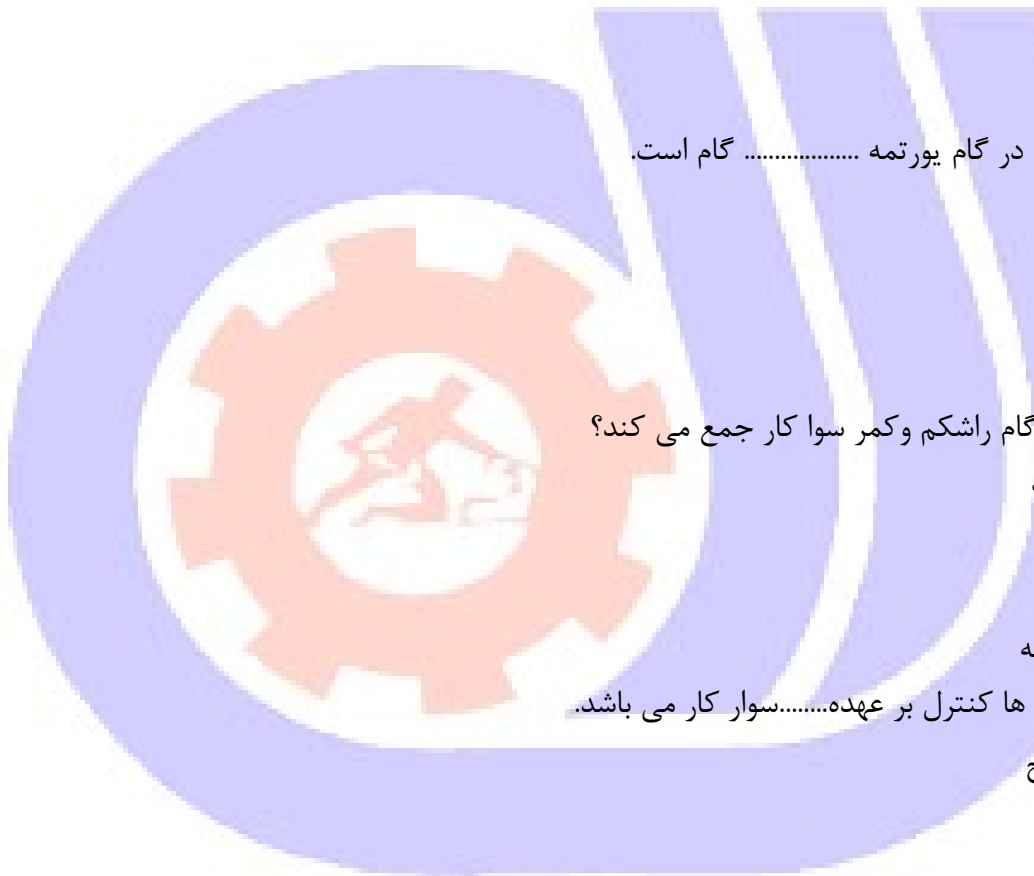 در گام یورتمه .................. گام است.
گام راشکم وکمر سوا کار جمع می کند؟
ه
ها کنترل بر عهده........سوار کار می باشد.